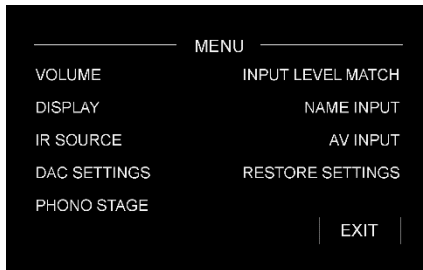 MENU
VOLUME INPUT LEVEL MATCH
DISPLAY NAME INPUT
IR SOURCE AV INPUT
DAC SETTINGS RESTORE SETTINGS
PHONO STAGE
EXIT